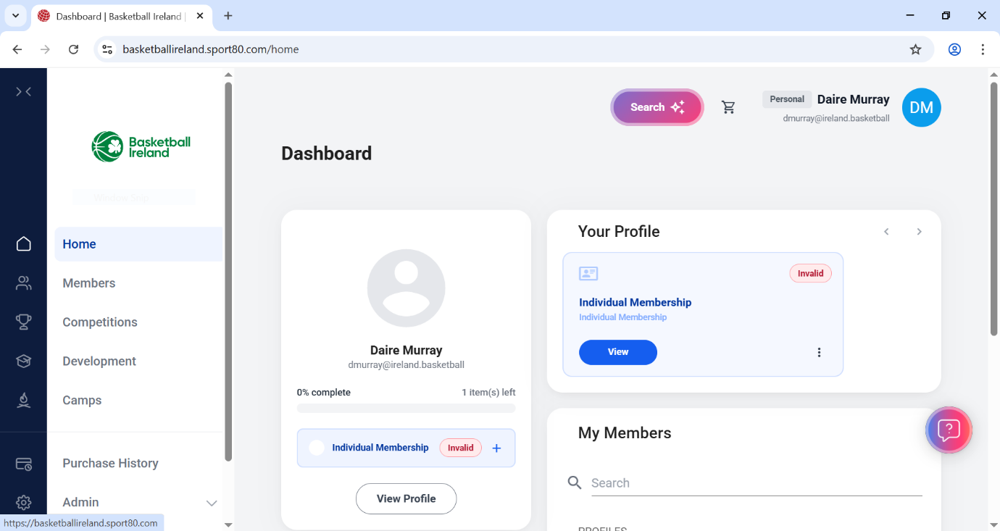 Dashboard | Basketball Ireland |
basketballireland.sport80.com/home
Search
Personal
Daire Murray
dmurray@ireland.basketball
DM
Basketball
Ireland
Window Snip
Home
Members
Competitions
Development
Camps
Purchase History
Admin
https://basketballireland.sport80.com
Dashboard
Daire Murray
dmurray@ireland.basketball
0% complete
1 item(s) left
Individual Membership
Invalid
View Profile
Your Profile
Invalid
Individual Membership
Individual Membership
View
My Members
Search
PROFILES